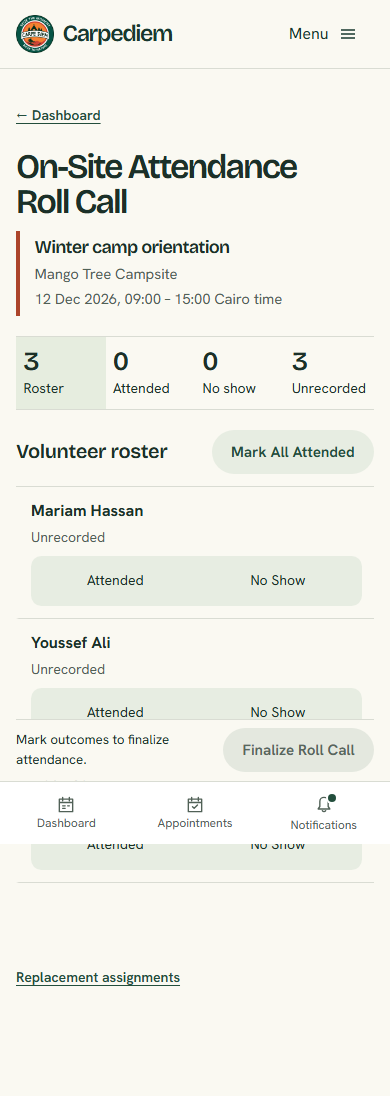 CARPE DIEM
Carpediem
Menu
← Dashboard
On-Site Attendance
Roll Call
Winter camp orientation
Mango Tree Campsite
12 Dec 2026, 09:00 – 15:00 Cairo time
3
Roster
0
Attended
0
No show
3
Unrecorded
Volunteer roster
Mark All Attended
Mariam Hassan
Unrecorded
Attended
No Show
Youssef Ali
Unrecorded
Attended
No Show
Mark outcomes to finalize
attendance.
Finalize Roll Call
Dashboard
Appointments
Notifications
Attended
No Show
Replacement assignments